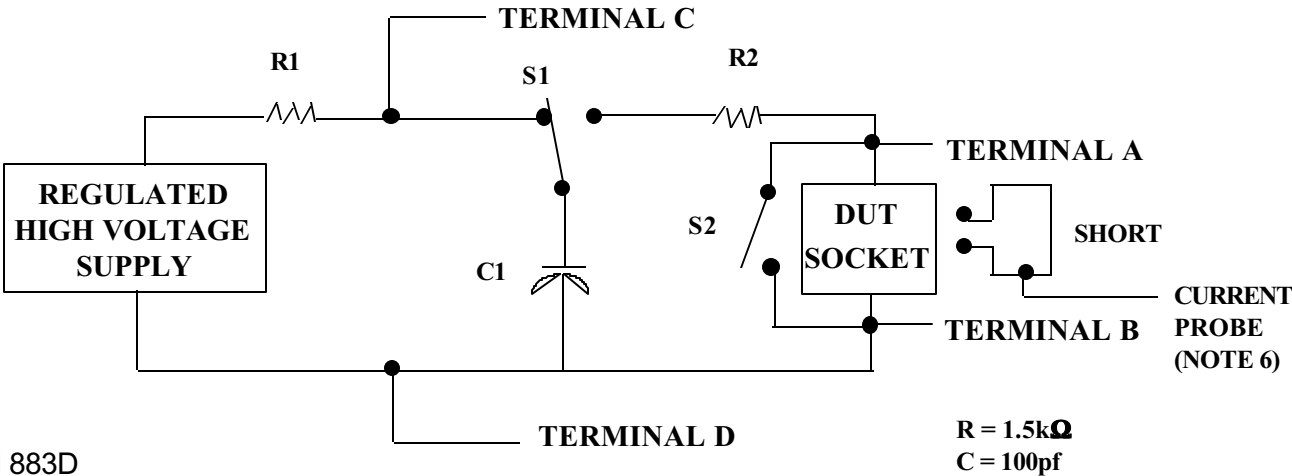 TERMINAL C
R1
S1
R2
TERMINAL A
REGULATED
HIGH VOLTAGE
SUPPLY
S2
DUT
SOCKET
SHORT
C1
CURRENT
PROBE
(NOTE 6)
TERMINAL B
TERMINAL D
R = 1.5kΩ
C = 100pf
883D